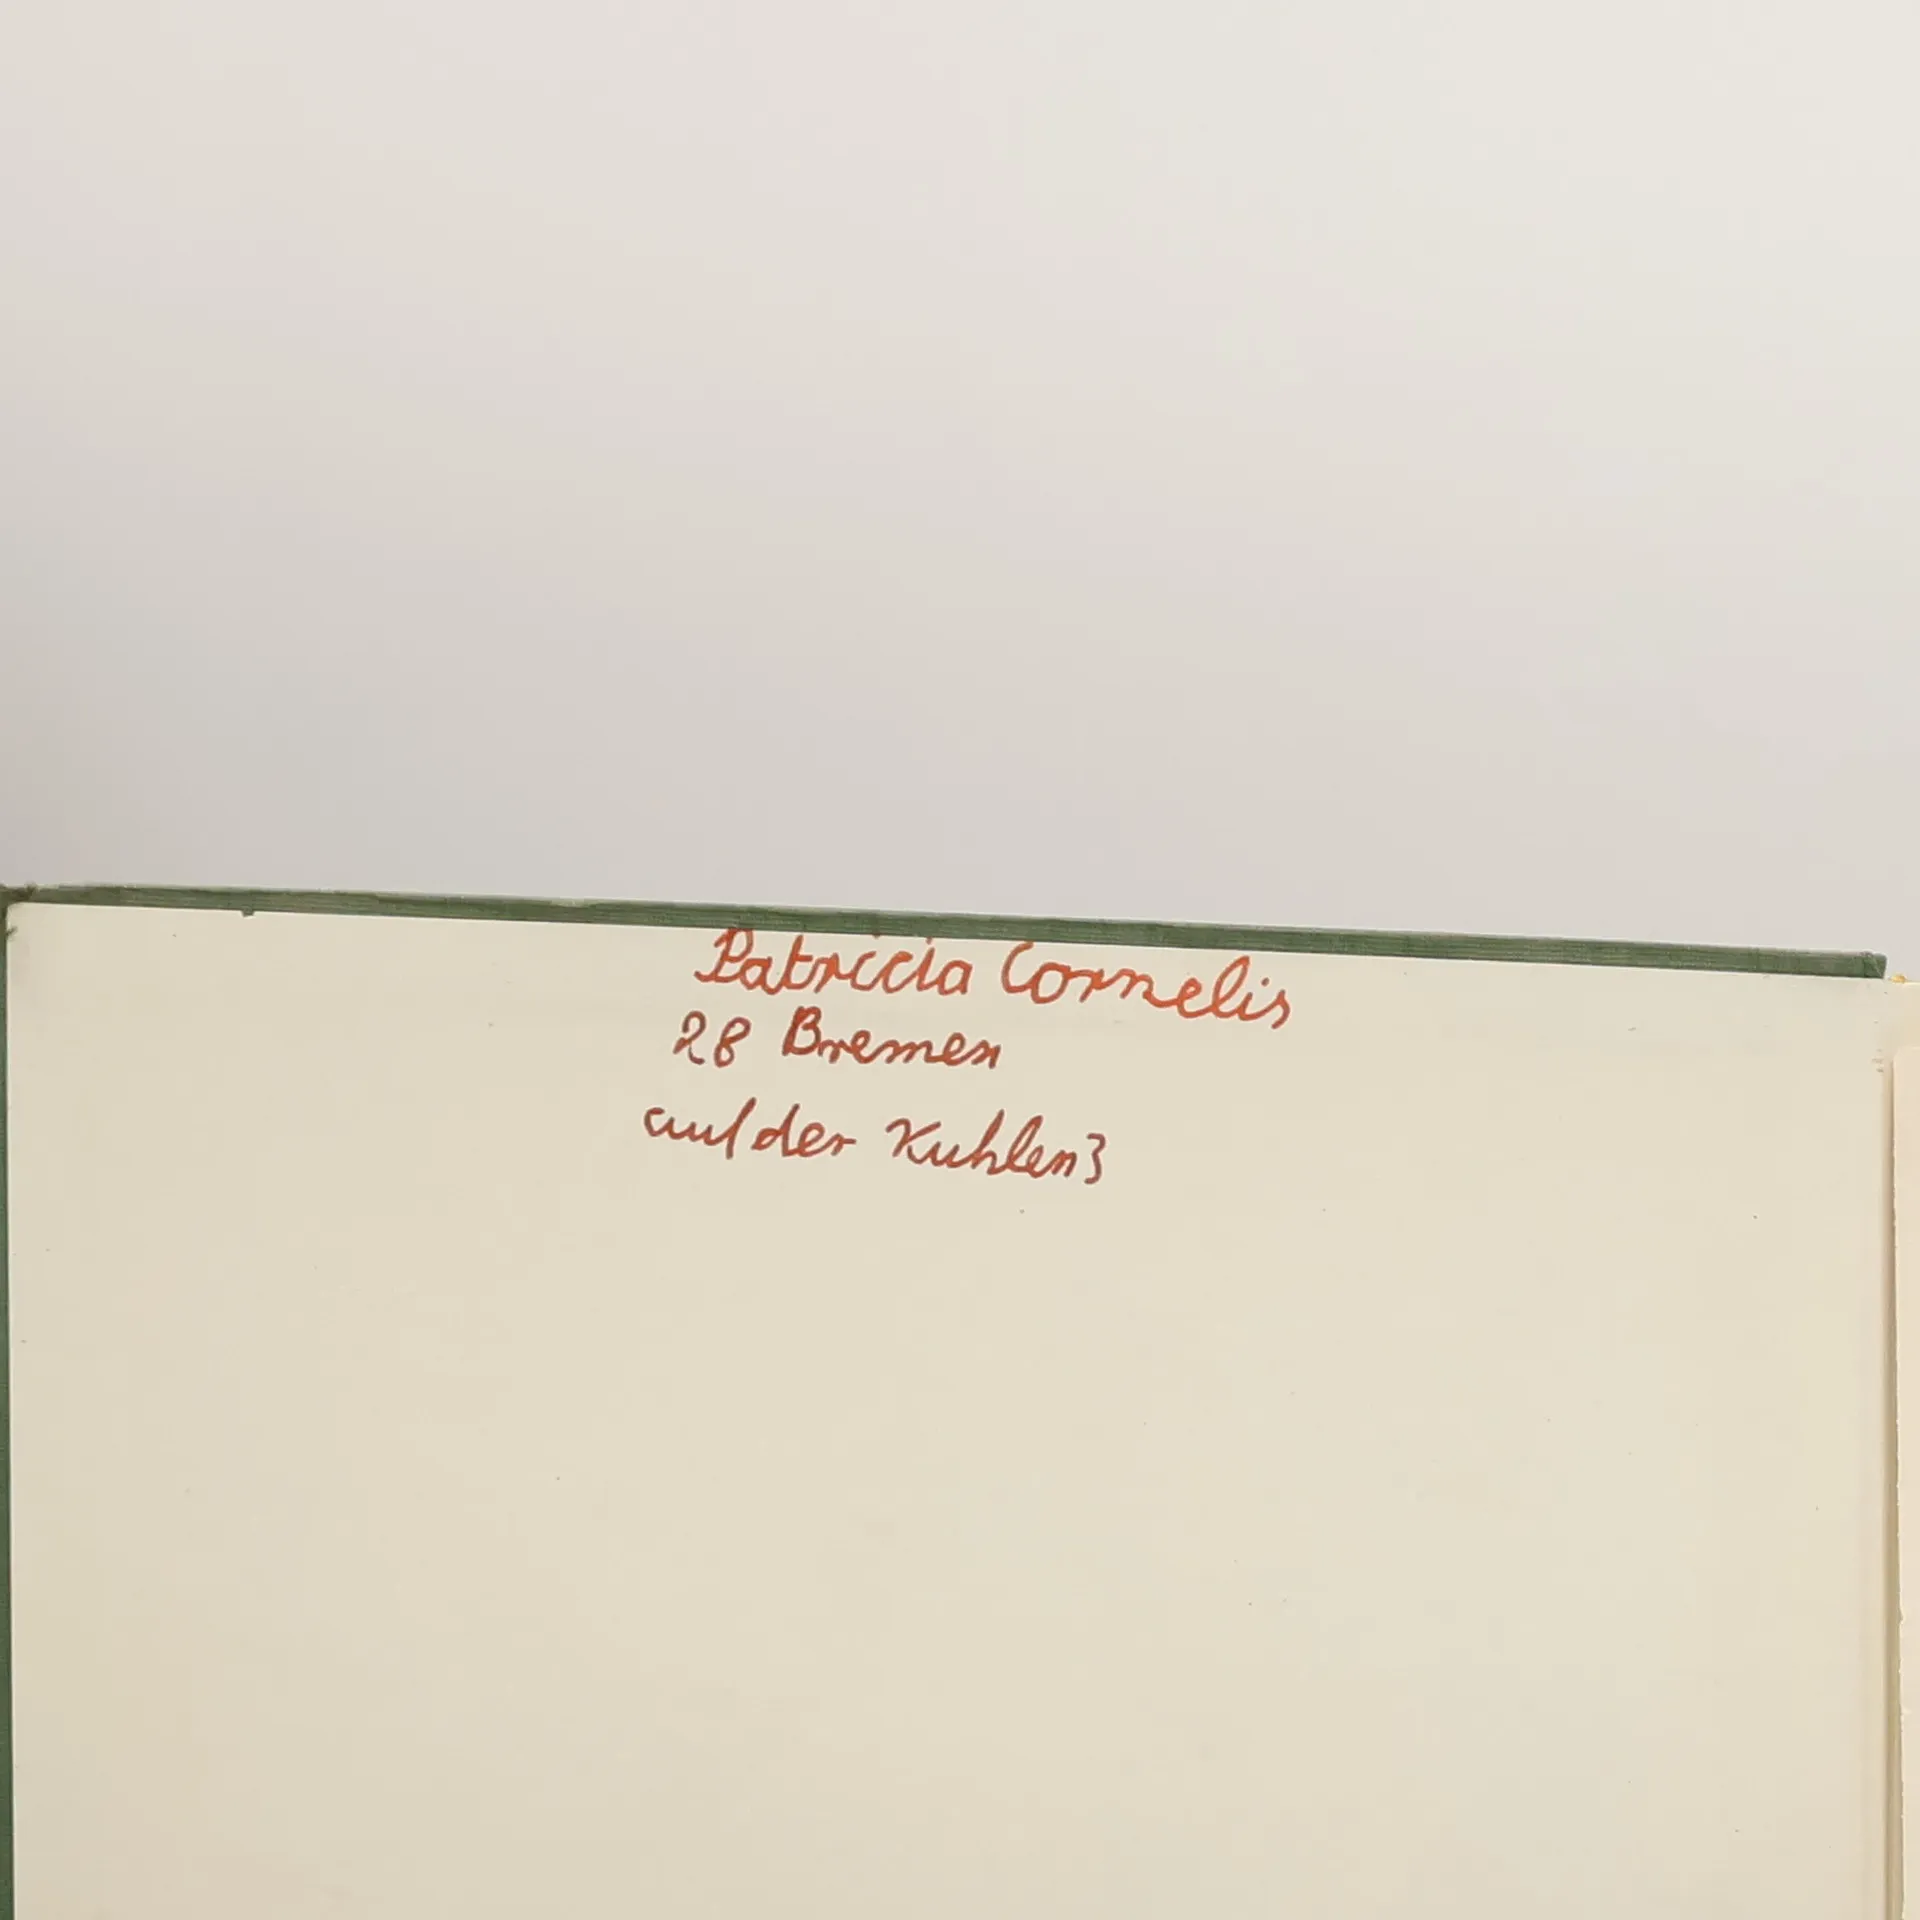 Patricia Cornelis
28 Bremen
auf der Kuhlen 3